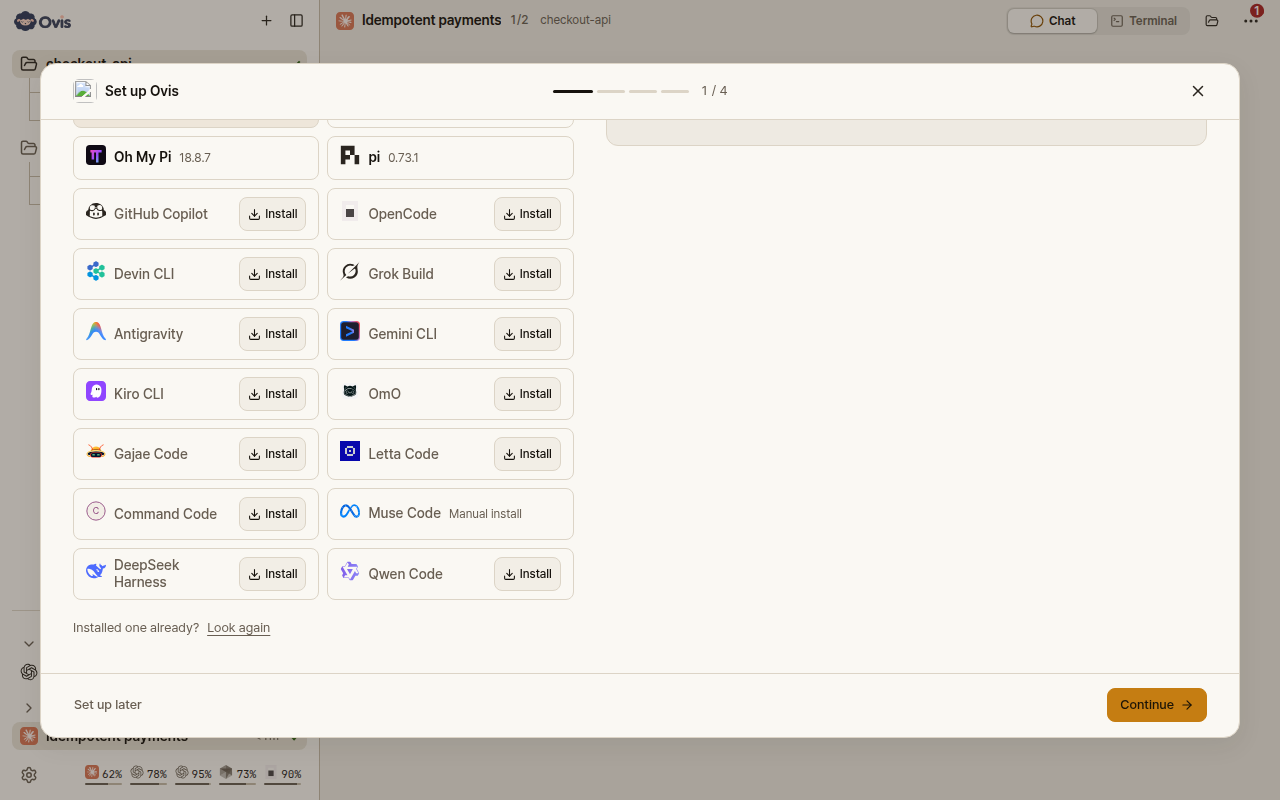 Ovis
Idempotent payments 1/2 checkout-api
Chat
Terminal
1
Set up Ovis
1 / 4
Oh My Pi 18.8.7
pi 0.73.1
GitHub Copilot
Install
OpenCode
Install
Devin CLI
Install
Grok Build
Install
Antigravity
Install
Gemini CLI
Install
Kiro CLI
Install
OmO
Install
Gajae Code
Install
Letta Code
Install
C
Command Code
Install
Muse Code Manual install
DeepSeek
Harness
Install
Qwen Code
Install
Installed one already? Look again
Set up later
Continue
62% 78% 95% 73% 90%